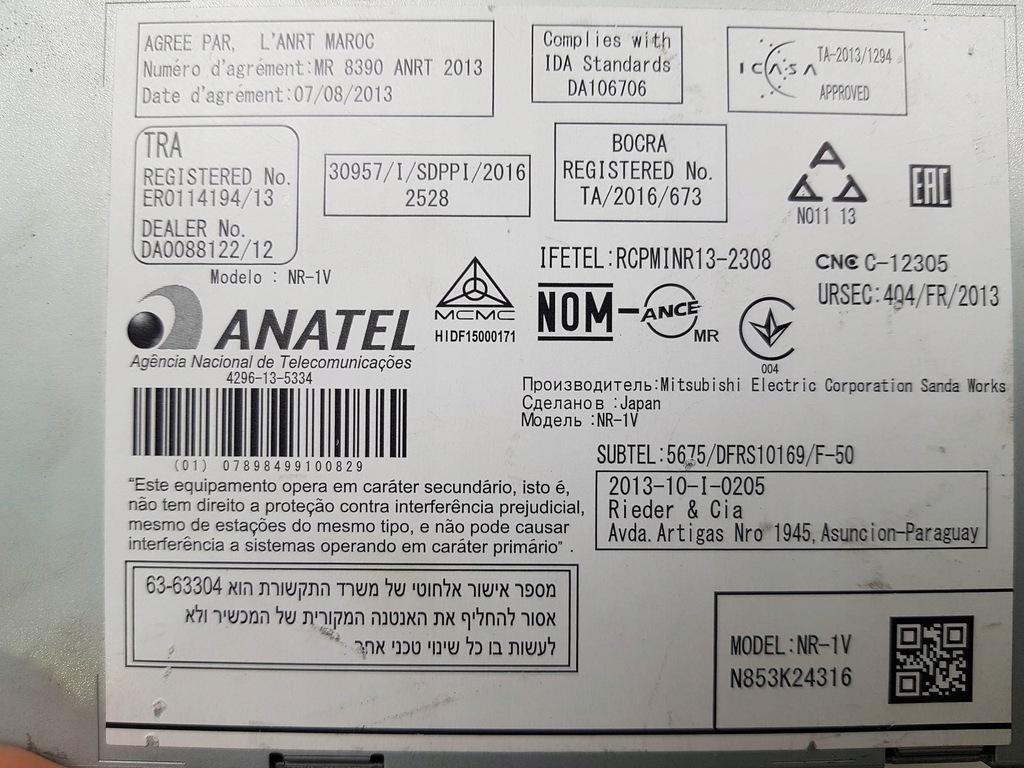 AGREE PAR, L'ANRT MAROC
Numéro d'agrément:MR 8390 ANRT 2013
Date d'agrément:07/08/2013
Complies with
IDA Standards
DA106706
ICASA
TA-2013/1294
APPROVED
TRA
REGISTERED No.
ER0114194/13
DEALER No.
DA0088122/12
30957/I/SDPPI/2016
2528
BOCRA
REGISTERED No.
TA/2016/673
N011 13
EAC
Modelo : NR-1V
ANATEL
Agência Nacional de Telecomunicações
4296-13-5334
(01) 07898499100829
MCMC
HIDF15000171
IFETEL:RCPMINR13-2308
NOM-ANCE
MR
004
CNC C-12305
URSEC:404/FR/2013
Производитель:Mitsubishi Electric Corporation Sanda Works
Сделано в :Japan
Модель :NR-1V
SUBTEL:5675/DFRS10169/F-50
2013-10-I-0205
Rieder & Cia
Avda. Artigas Nro 1945, Asuncion-Paraguay
"Este equipamento opera em caráter secundário, isto é,
não tem direito a proteção contra interferência prejudicial,
mesmo de estações do mesmo tipo, e não pode causar
interferência a sistemas operando em caráter primário" .
מספר אישור אלחוטי של משרד התקשורת הוא 63-63304
אסור להחליף את האנטנה המקורית של המכשיר ולא
לעשות בו כל שינוי טכני אחר.
MODEL:NR-1V
N853K24316